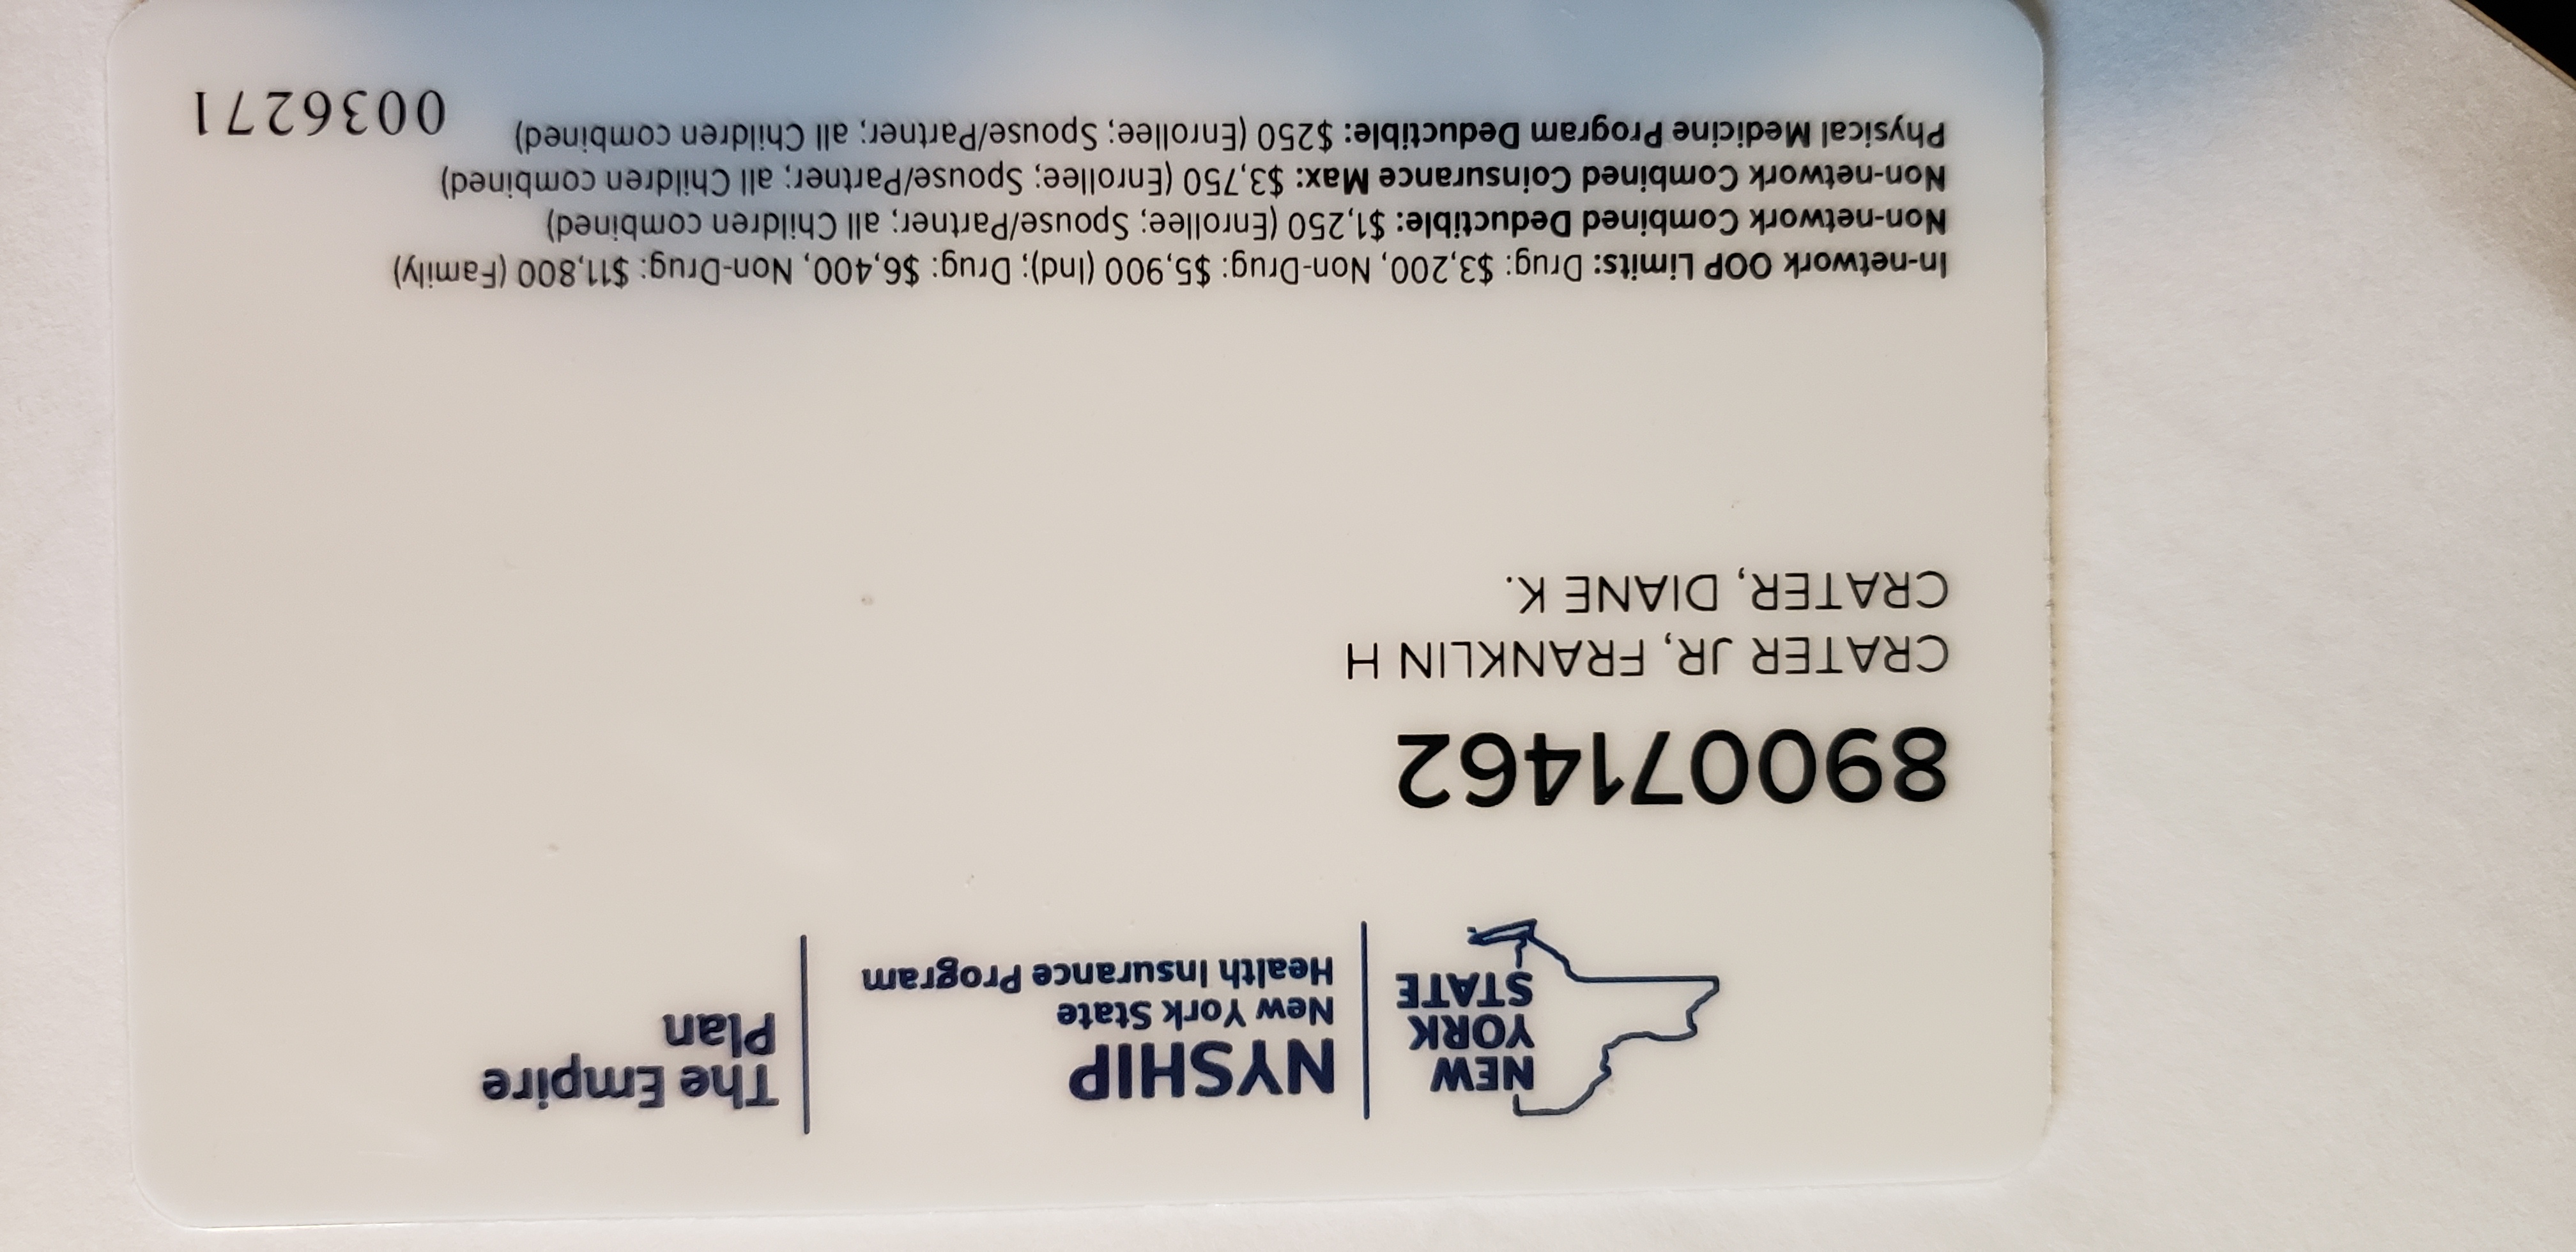 NEW
YORK
STATE
NYSHIP
New York State
Health Insurance Program
The Empire
Plan
890071462
CRATER JR, FRANKLIN H
CRATER, DIANE K.
In-network OOP Limits: Drug: $3,200, Non-Drug: $5,900 (Ind); Drug: $6,400, Non-Drug: $11,800 (Family)
Non-network Combined Deductible: $1,250 (Enrollee; Spouse/Partner; all Children combined)
Non-network Combined Coinsurance Max: $3,750 (Enrollee; Spouse/Partner; all Children combined)
Physical Medicine Program Deductible: $250 (Enrollee; Spouse/Partner; all Children combined)
0036271